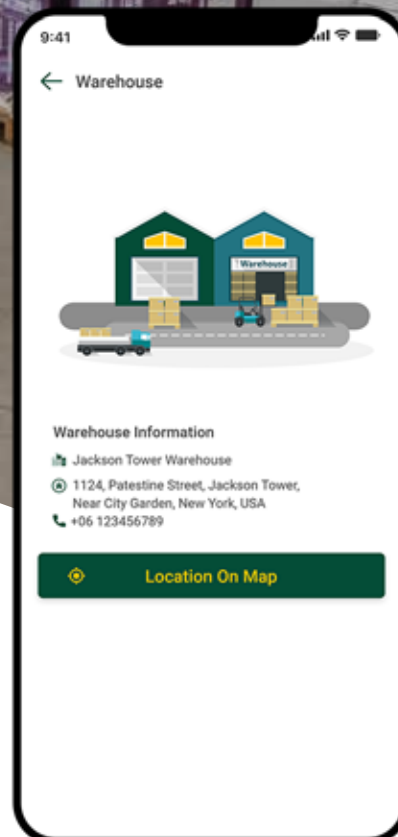 9:41
Warehouse
Warehouse
Warehouse Information
Jackson Tower Warehouse
1124, Patestine Street, Jackson Tower,
Near City Garden, New York, USA
+06 123456789
Location On Map